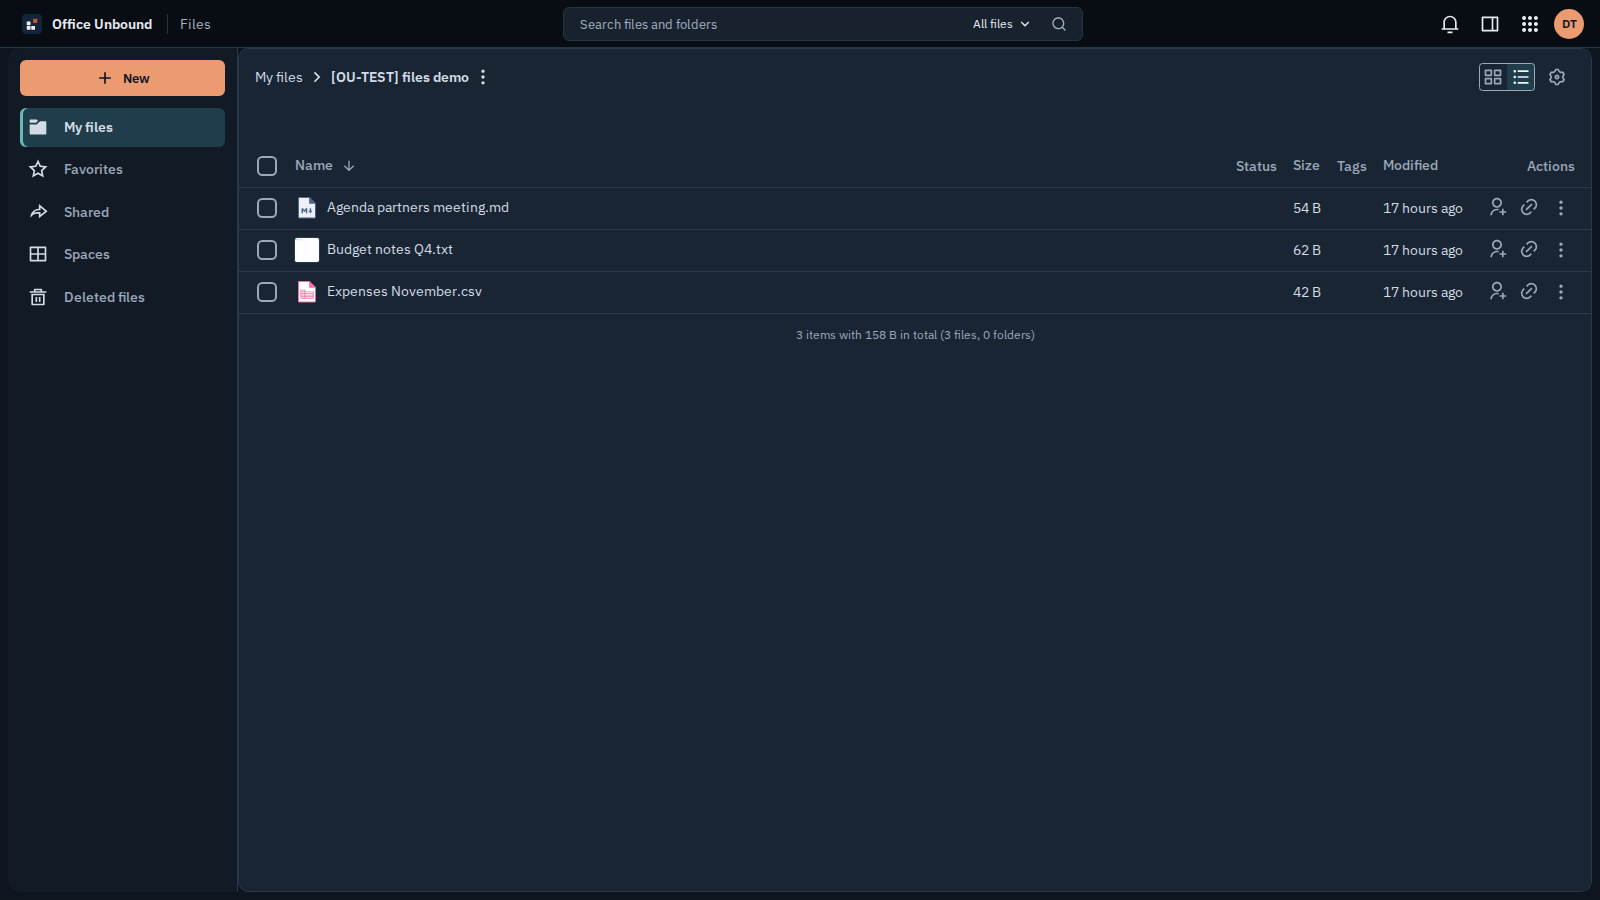 Office Unbound
Files
Search files and folders
All files
DT
New
My files
Favorites
Shared
Spaces
Deleted files
My files
[OU-TEST] files demo
Name Status Size Tags Modified Actions
Agenda partners meeting.md 54 B 17 hours ago
Budget notes Q4.txt 62 B 17 hours ago
Expenses November.csv 42 B 17 hours ago
3 items with 158 B in total (3 files, 0 folders)